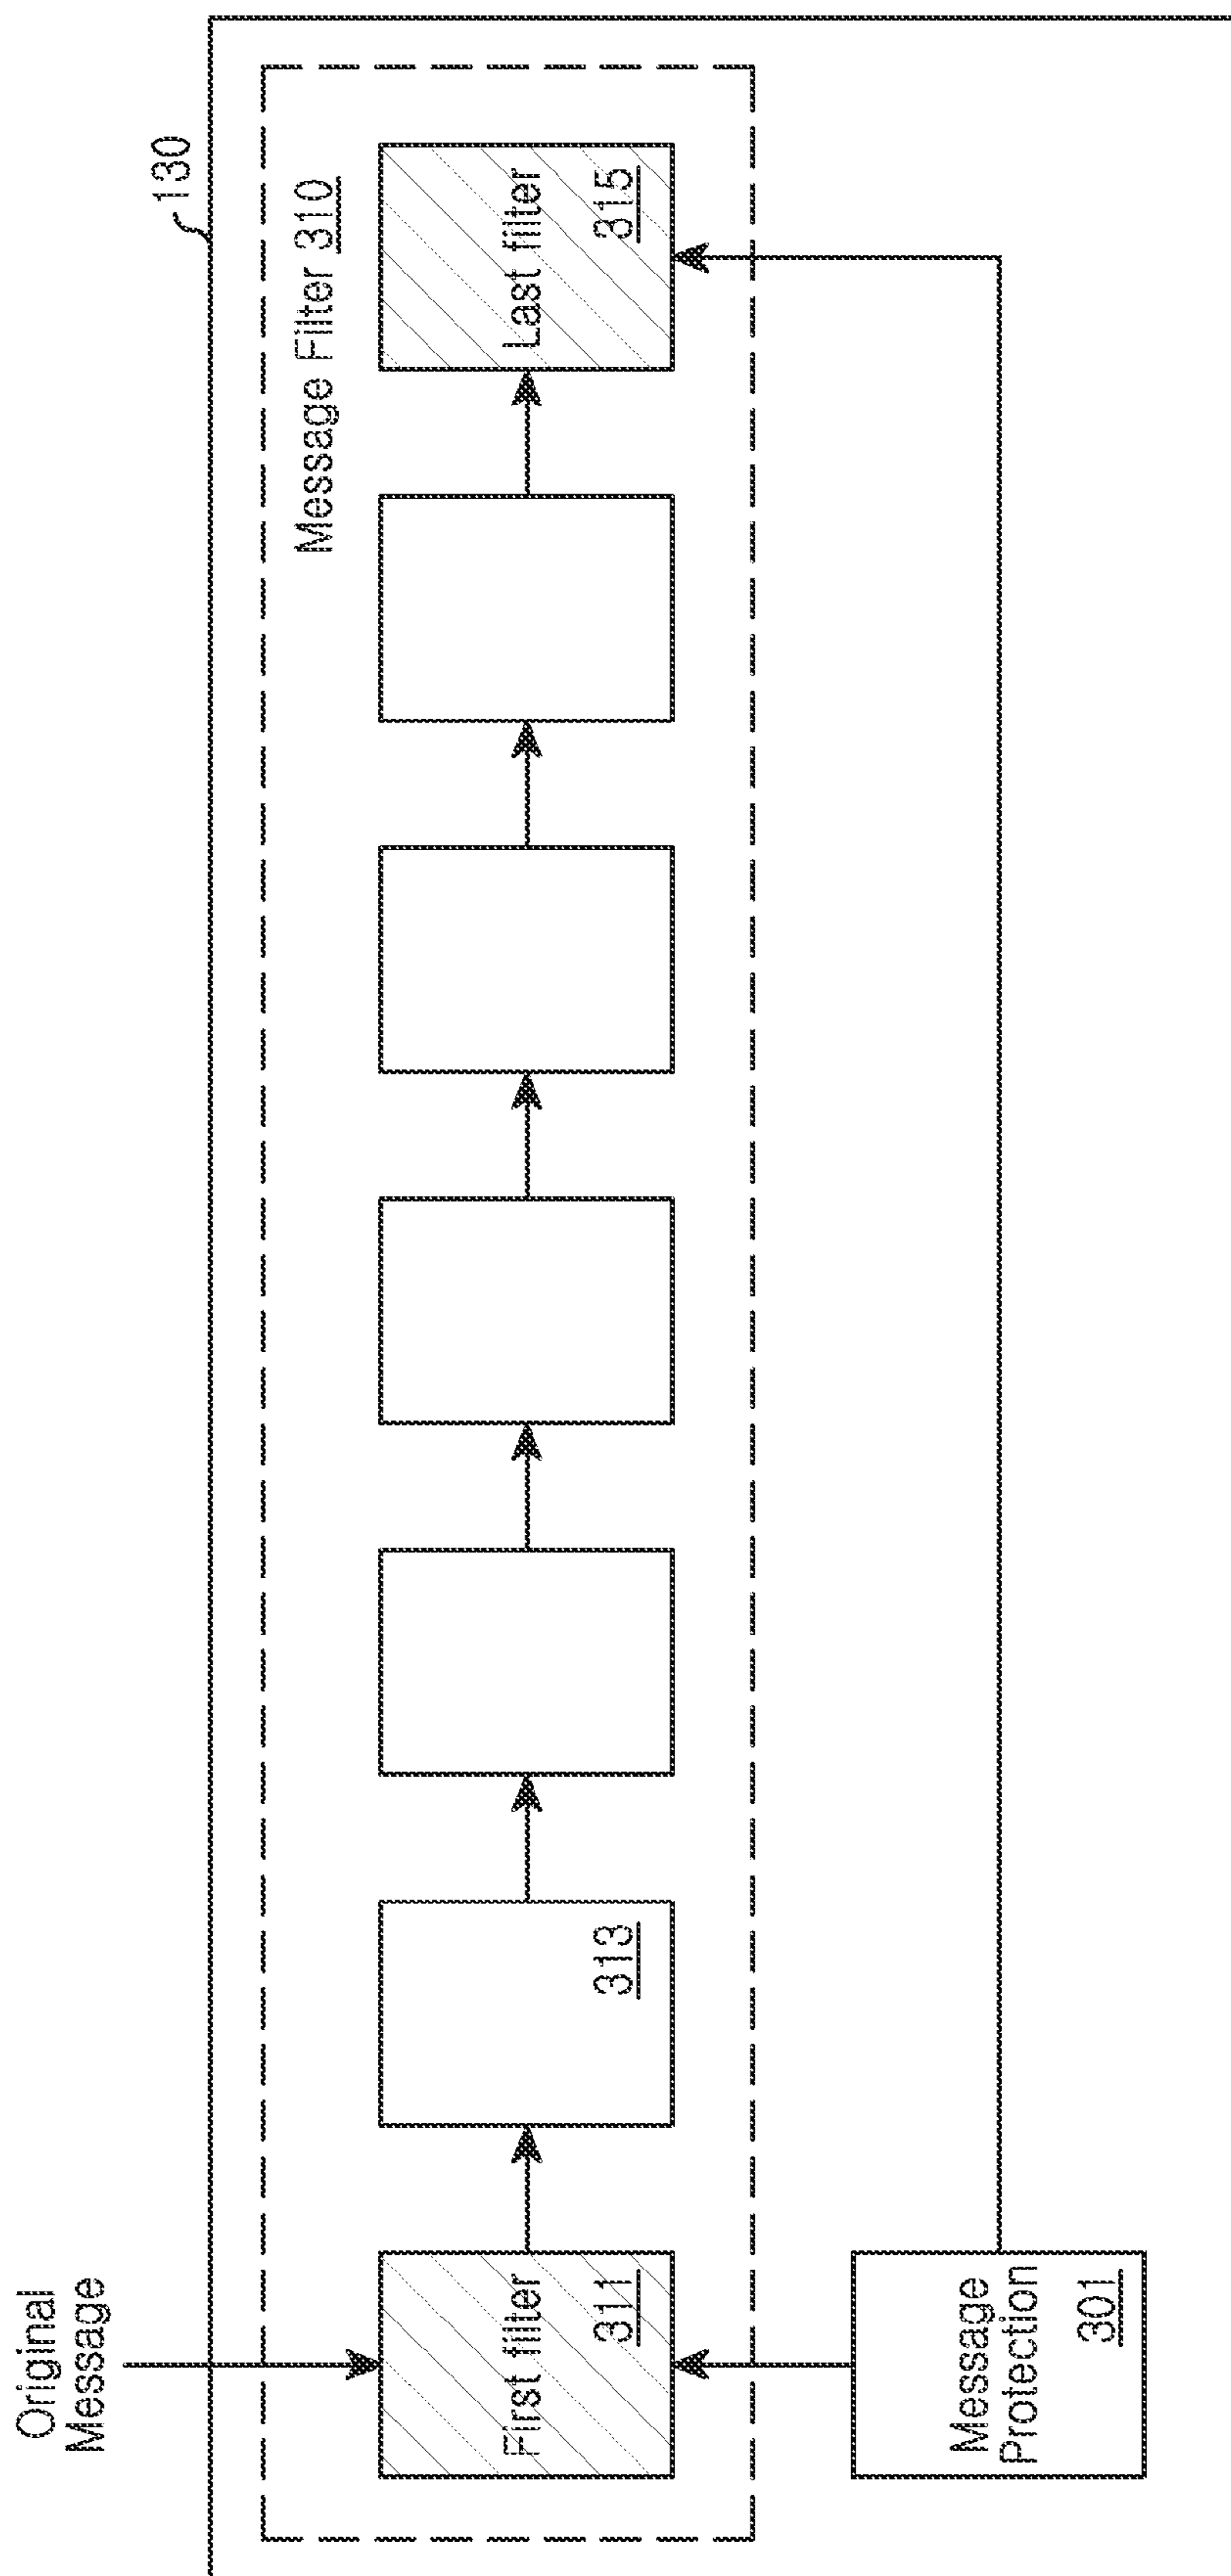 Original
Message
130
Message Filter 310
First filter
311
313
Last filter
315
Message
Protection
301